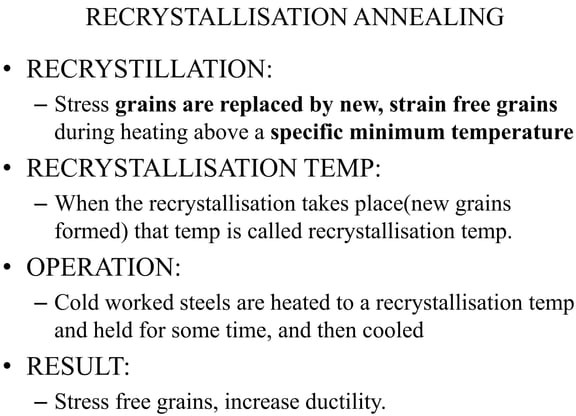 RECRYSTALLISATION ANNEALING
• RECRYSTILLATION:
– Stress grains are replaced by new, strain free grains
during heating above a specific minimum temperature
• RECRYSTALLISATION TEMP:
– When the recrystallisation takes place(new grains
formed) that temp is called recrystallisation temp.
• OPERATION:
– Cold worked steels are heated to a recrystallisation temp
and held for some time, and then cooled
• RESULT:
– Stress free grains, increase ductility.